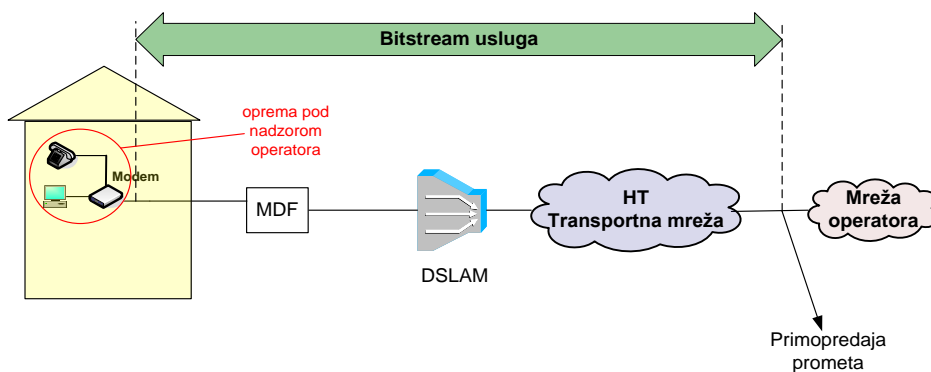 Bitstream usluga
oprema pod
nadzorom
operatora
Modem
MDF
DSLAM
HT
Transportna mreža
Mreža
operatora
Primopredaja
prometa